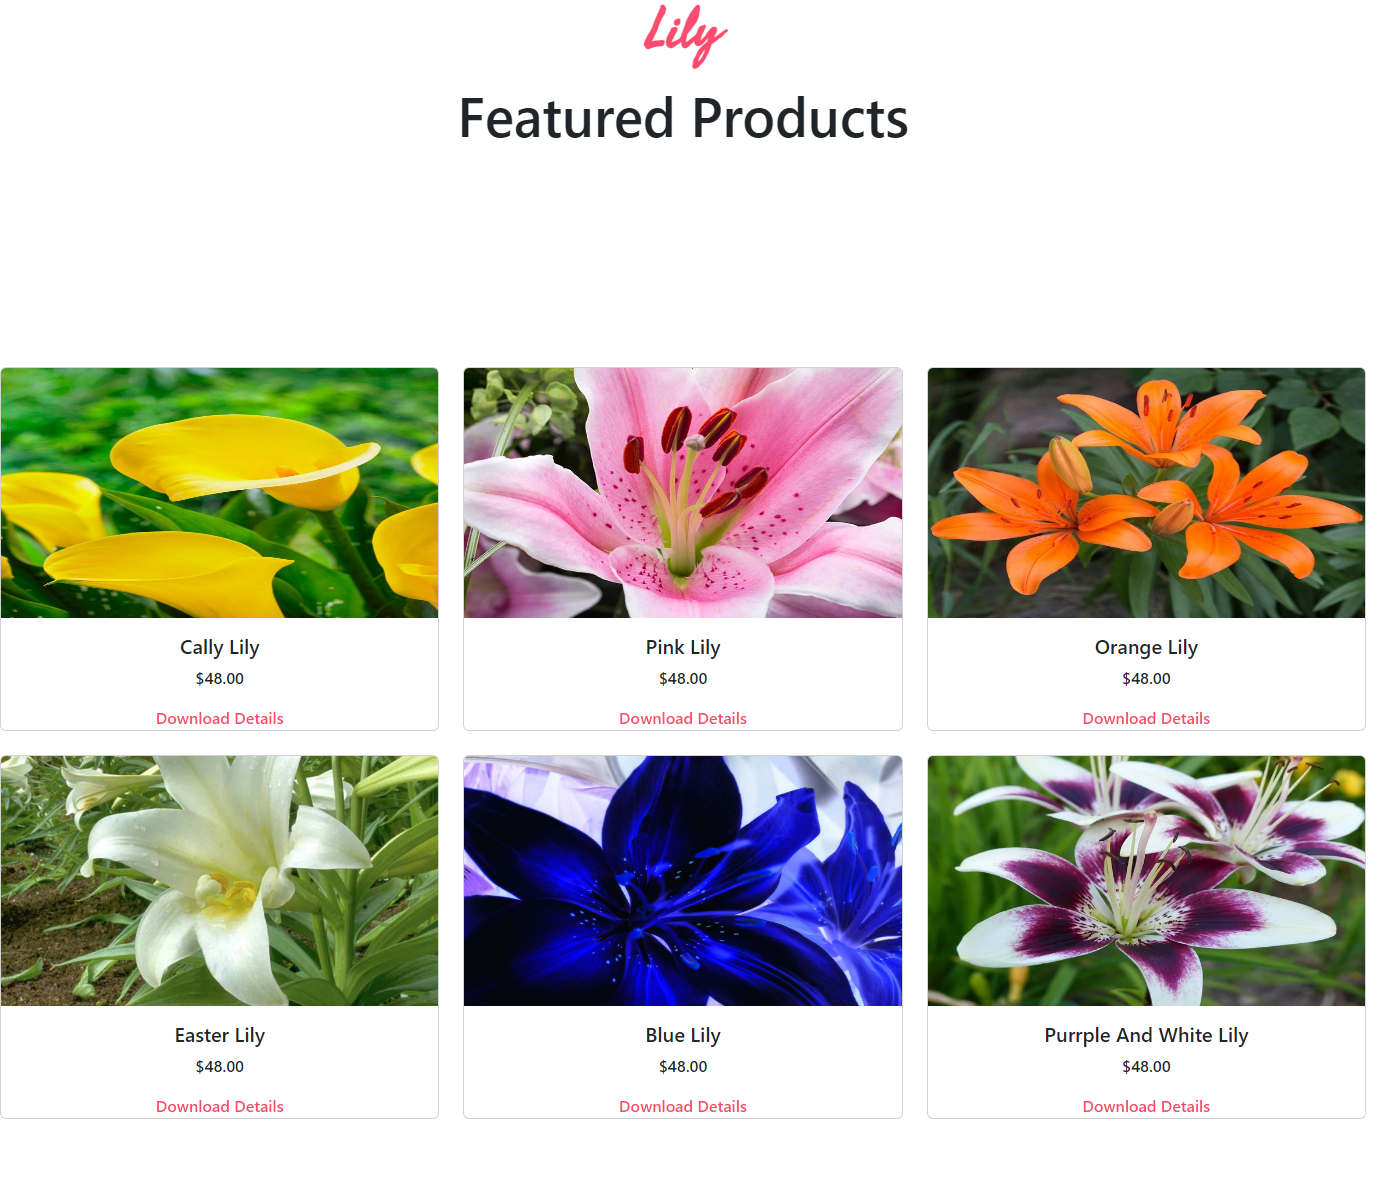 Lily
Featured Products
Cally Lily
$48.00
Download Details
Pink Lily
$48.00
Download Details
Orange Lily
$48.00
Download Details
Easter Lily
$48.00
Download Details
Blue Lily
$48.00
Download Details
Purrple And White Lily
$48.00
Download Details